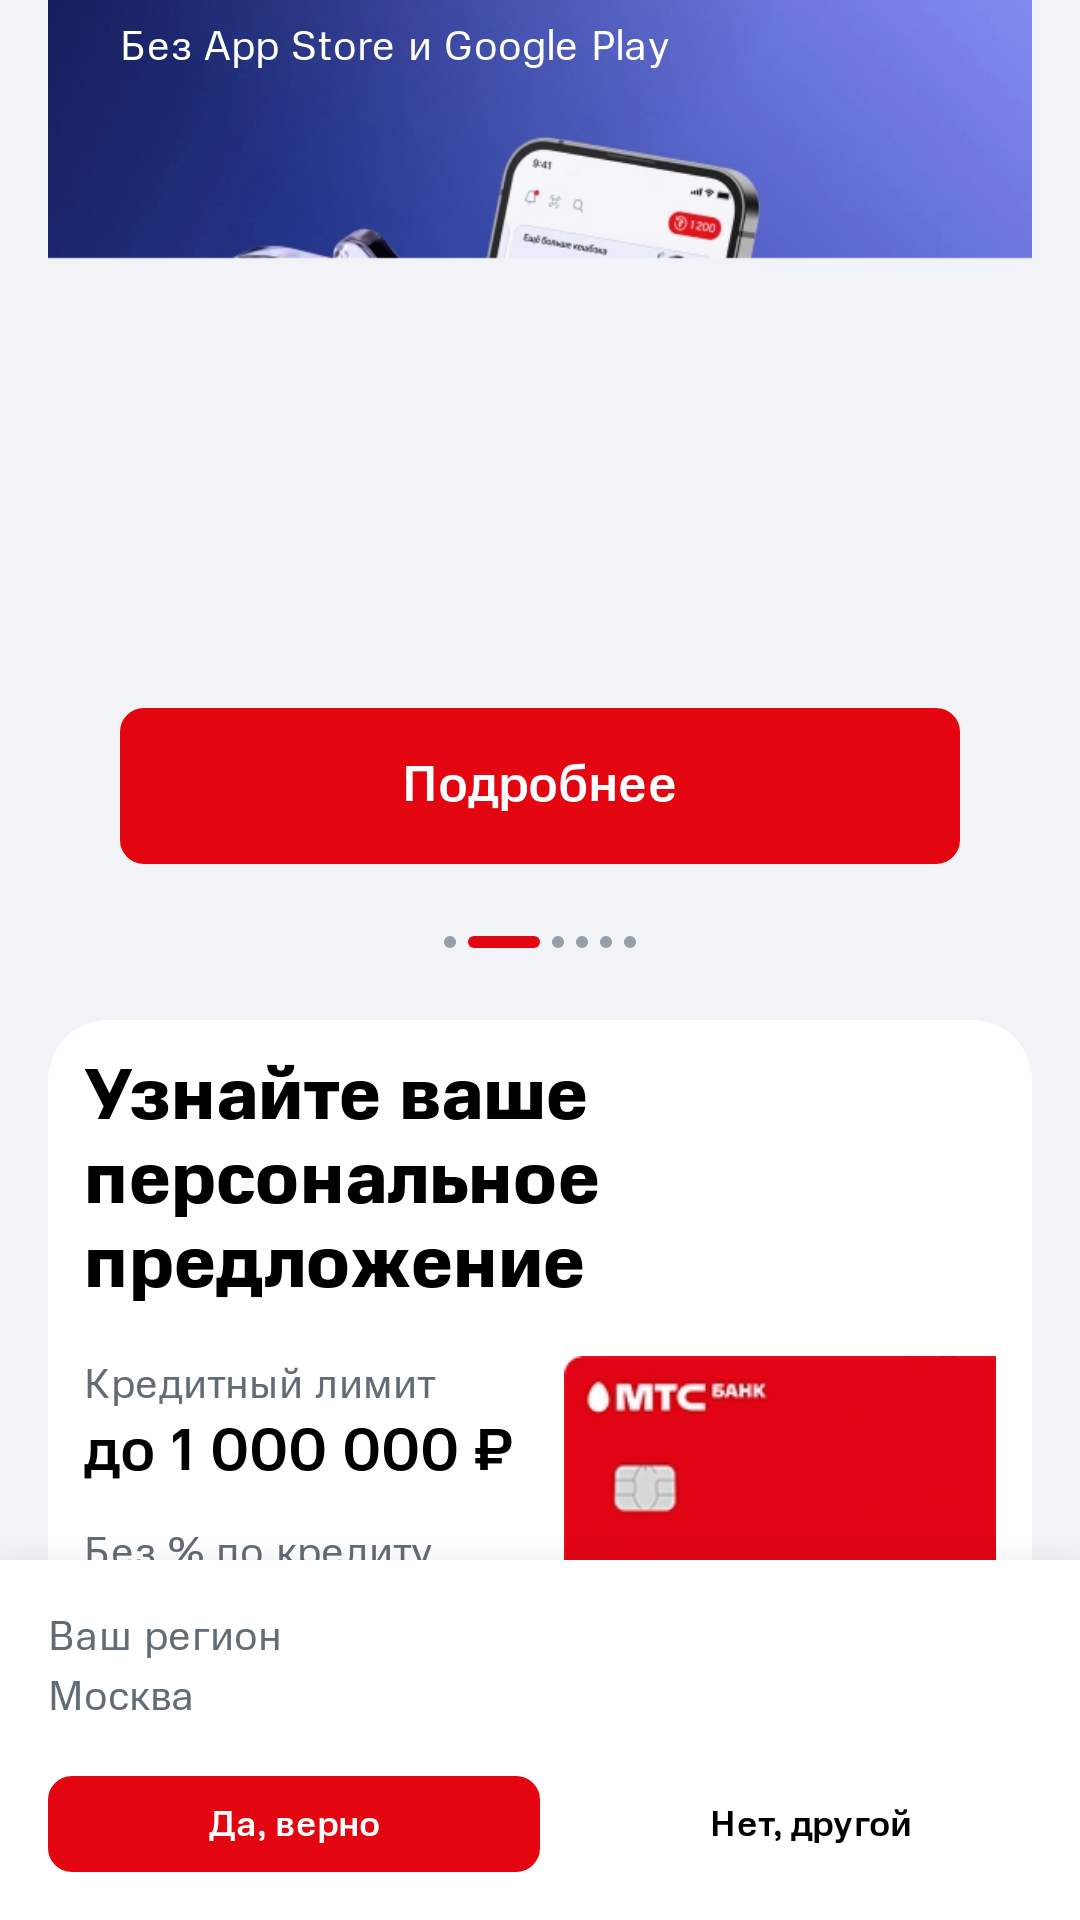 Без App Store и Google Play
9:41
1200
Ещё больше кешбэка
Подробнее
Узнайте ваше
персональное
предложение
Кредитный лимит
до 1 000 000 ₽
МТС БАНК
Без % по кредиту
Ваш регион
Москва
Да, верно
Нет, другой